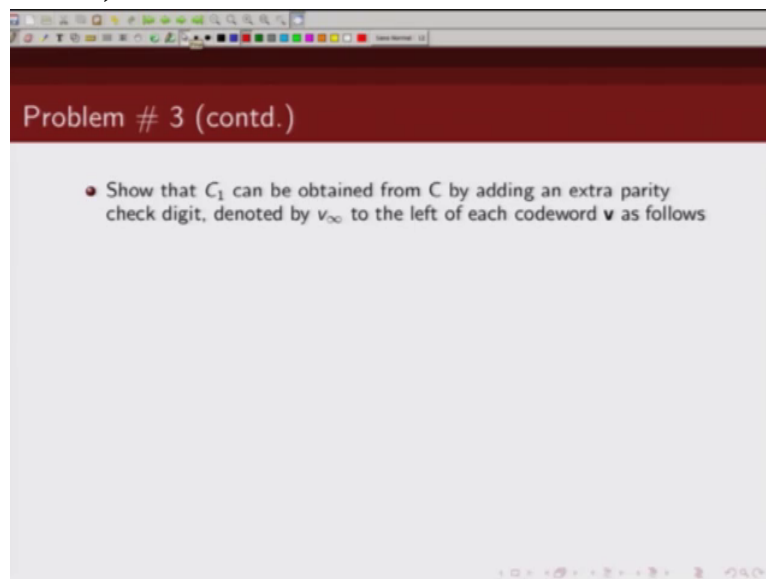 Problem # 3 (contd.)
Show that C₁ can be obtained from C by adding an extra parity
check digit, denoted by v∞ to the left of each codeword v as follows